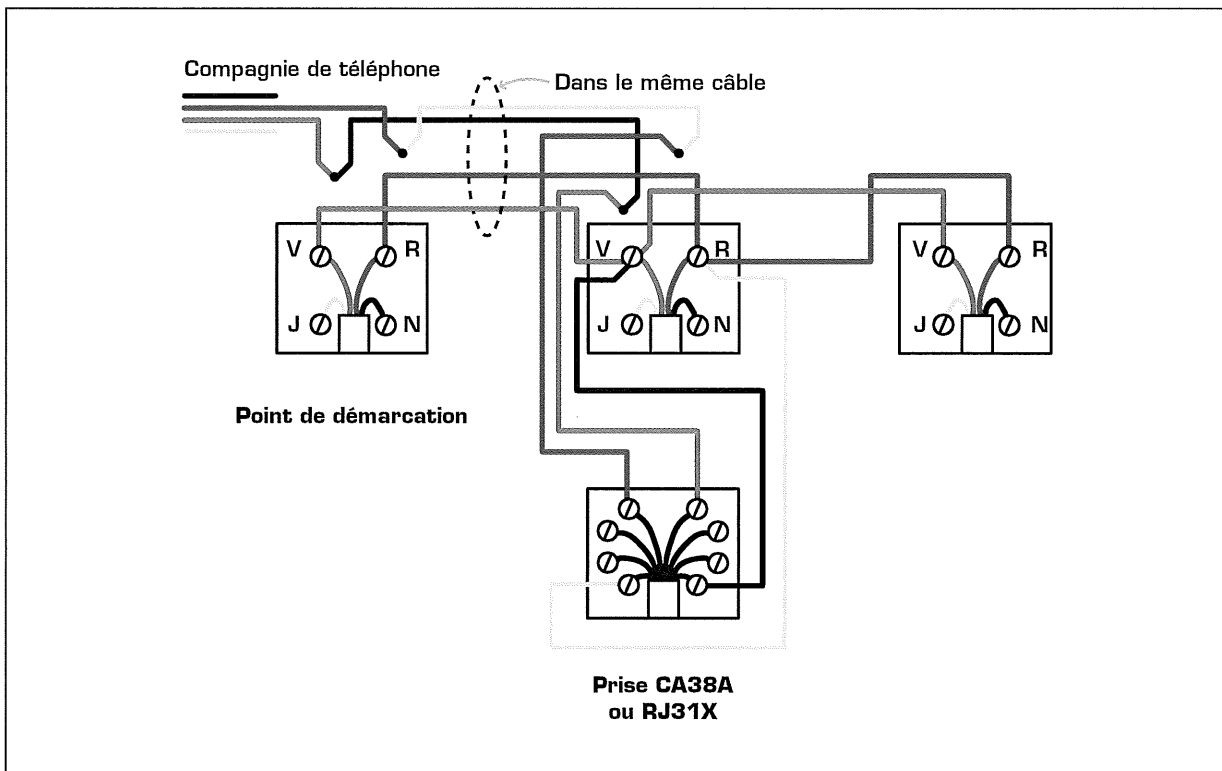 Compagnie de téléphone
Dans le même câble
V R V R V R
J N J N J N
Point de démarcation
Prise CA38A
ou RJ31X